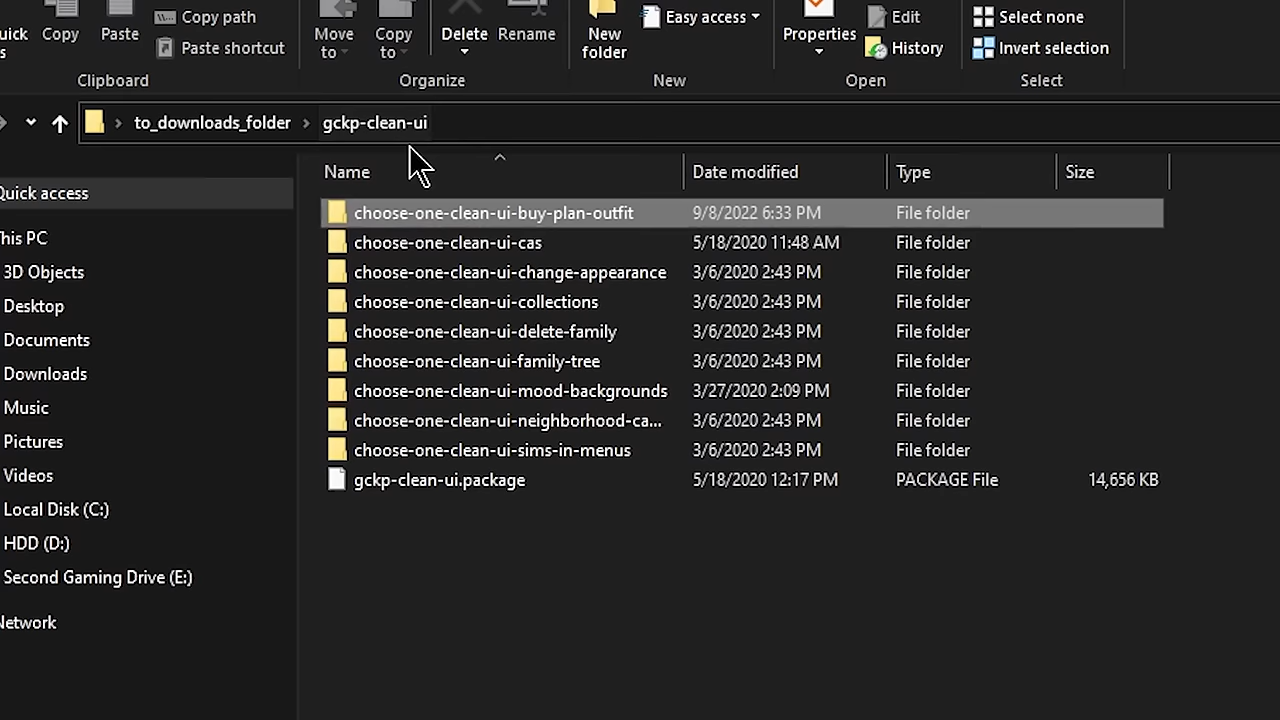 Copy path
Copy
Paste
Paste shortcut
Clipboard
Move to
Copy to
Delete
Rename
Organize
New folder
Easy access
New
Properties
Edit
History
Open
Select none
Invert selection
Select
to_downloads_folder
gckp-clean-ui
Name Date modified Type Size
choose-one-clean-ui-buy-plan-outfit 9/8/2022 6:33 PM File folder
choose-one-clean-ui-cas 5/18/2020 11:48 AM File folder
choose-one-clean-ui-change-appearance 3/6/2020 2:43 PM File folder
choose-one-clean-ui-collections 3/6/2020 2:43 PM File folder
choose-one-clean-ui-delete-family 3/6/2020 2:43 PM File folder
choose-one-clean-ui-family-tree 3/6/2020 2:43 PM File folder
choose-one-clean-ui-mood-backgrounds 3/27/2020 2:09 PM File folder
choose-one-clean-ui-neighborhood-ca... 3/6/2020 2:43 PM File folder
choose-one-clean-ui-sims-in-menus 3/6/2020 2:43 PM File folder
gckp-clean-ui.package 5/18/2020 12:17 PM PACKAGE File 14,656 KB
Quick access
This PC
3D Objects
Desktop
Documents
Downloads
Music
Pictures
Videos
Local Disk (C:)
HDD (D:)
Second Gaming Drive (E:)
Network